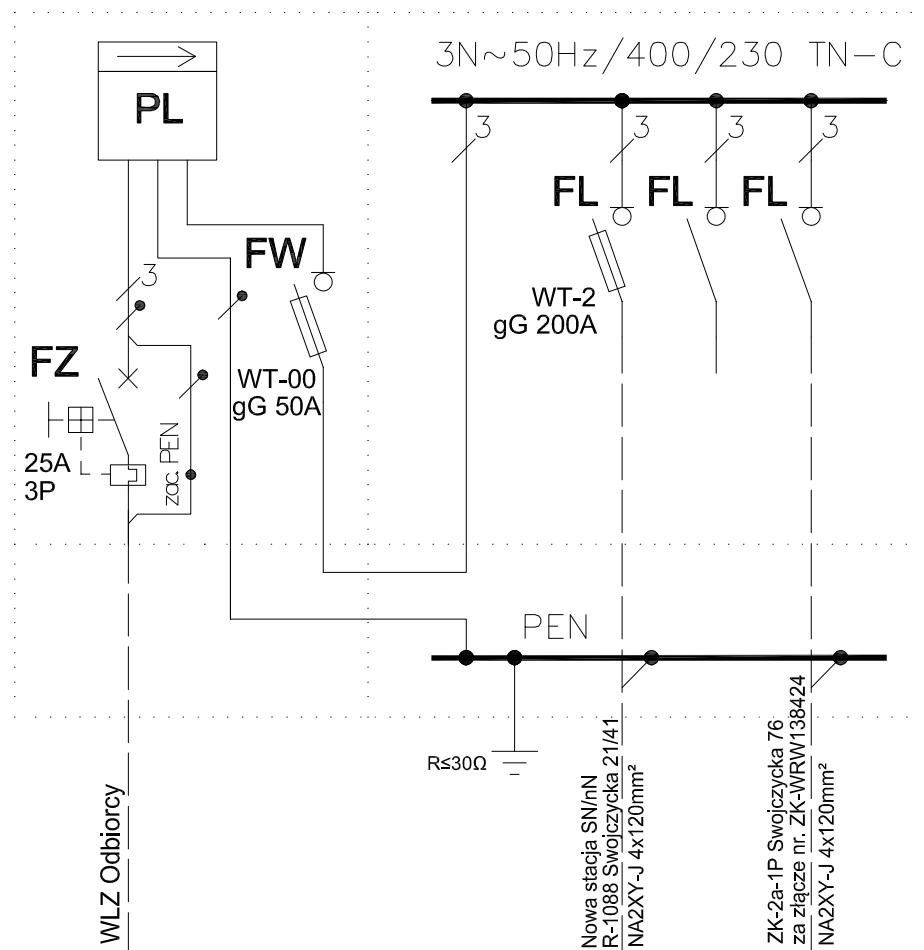 3N~50Hz/400/230 TN-C
PL
3
3
3
3
FL
FL
FL
FW
3
WT-2
gG 200A
FZ
WT-00
gG 50A
25A
3P
zac. PEN
PEN
R≤30Ω
WLZ Odbiorcy
Nowa stacja SN/nN
R-1088 Swojczycka 21/41
NA2XY-J 4x120mm²
ZK-2a-1P Swojczycka 76
za złącze nr. ZK-WRW138424
NA2XY-J 4x120mm²